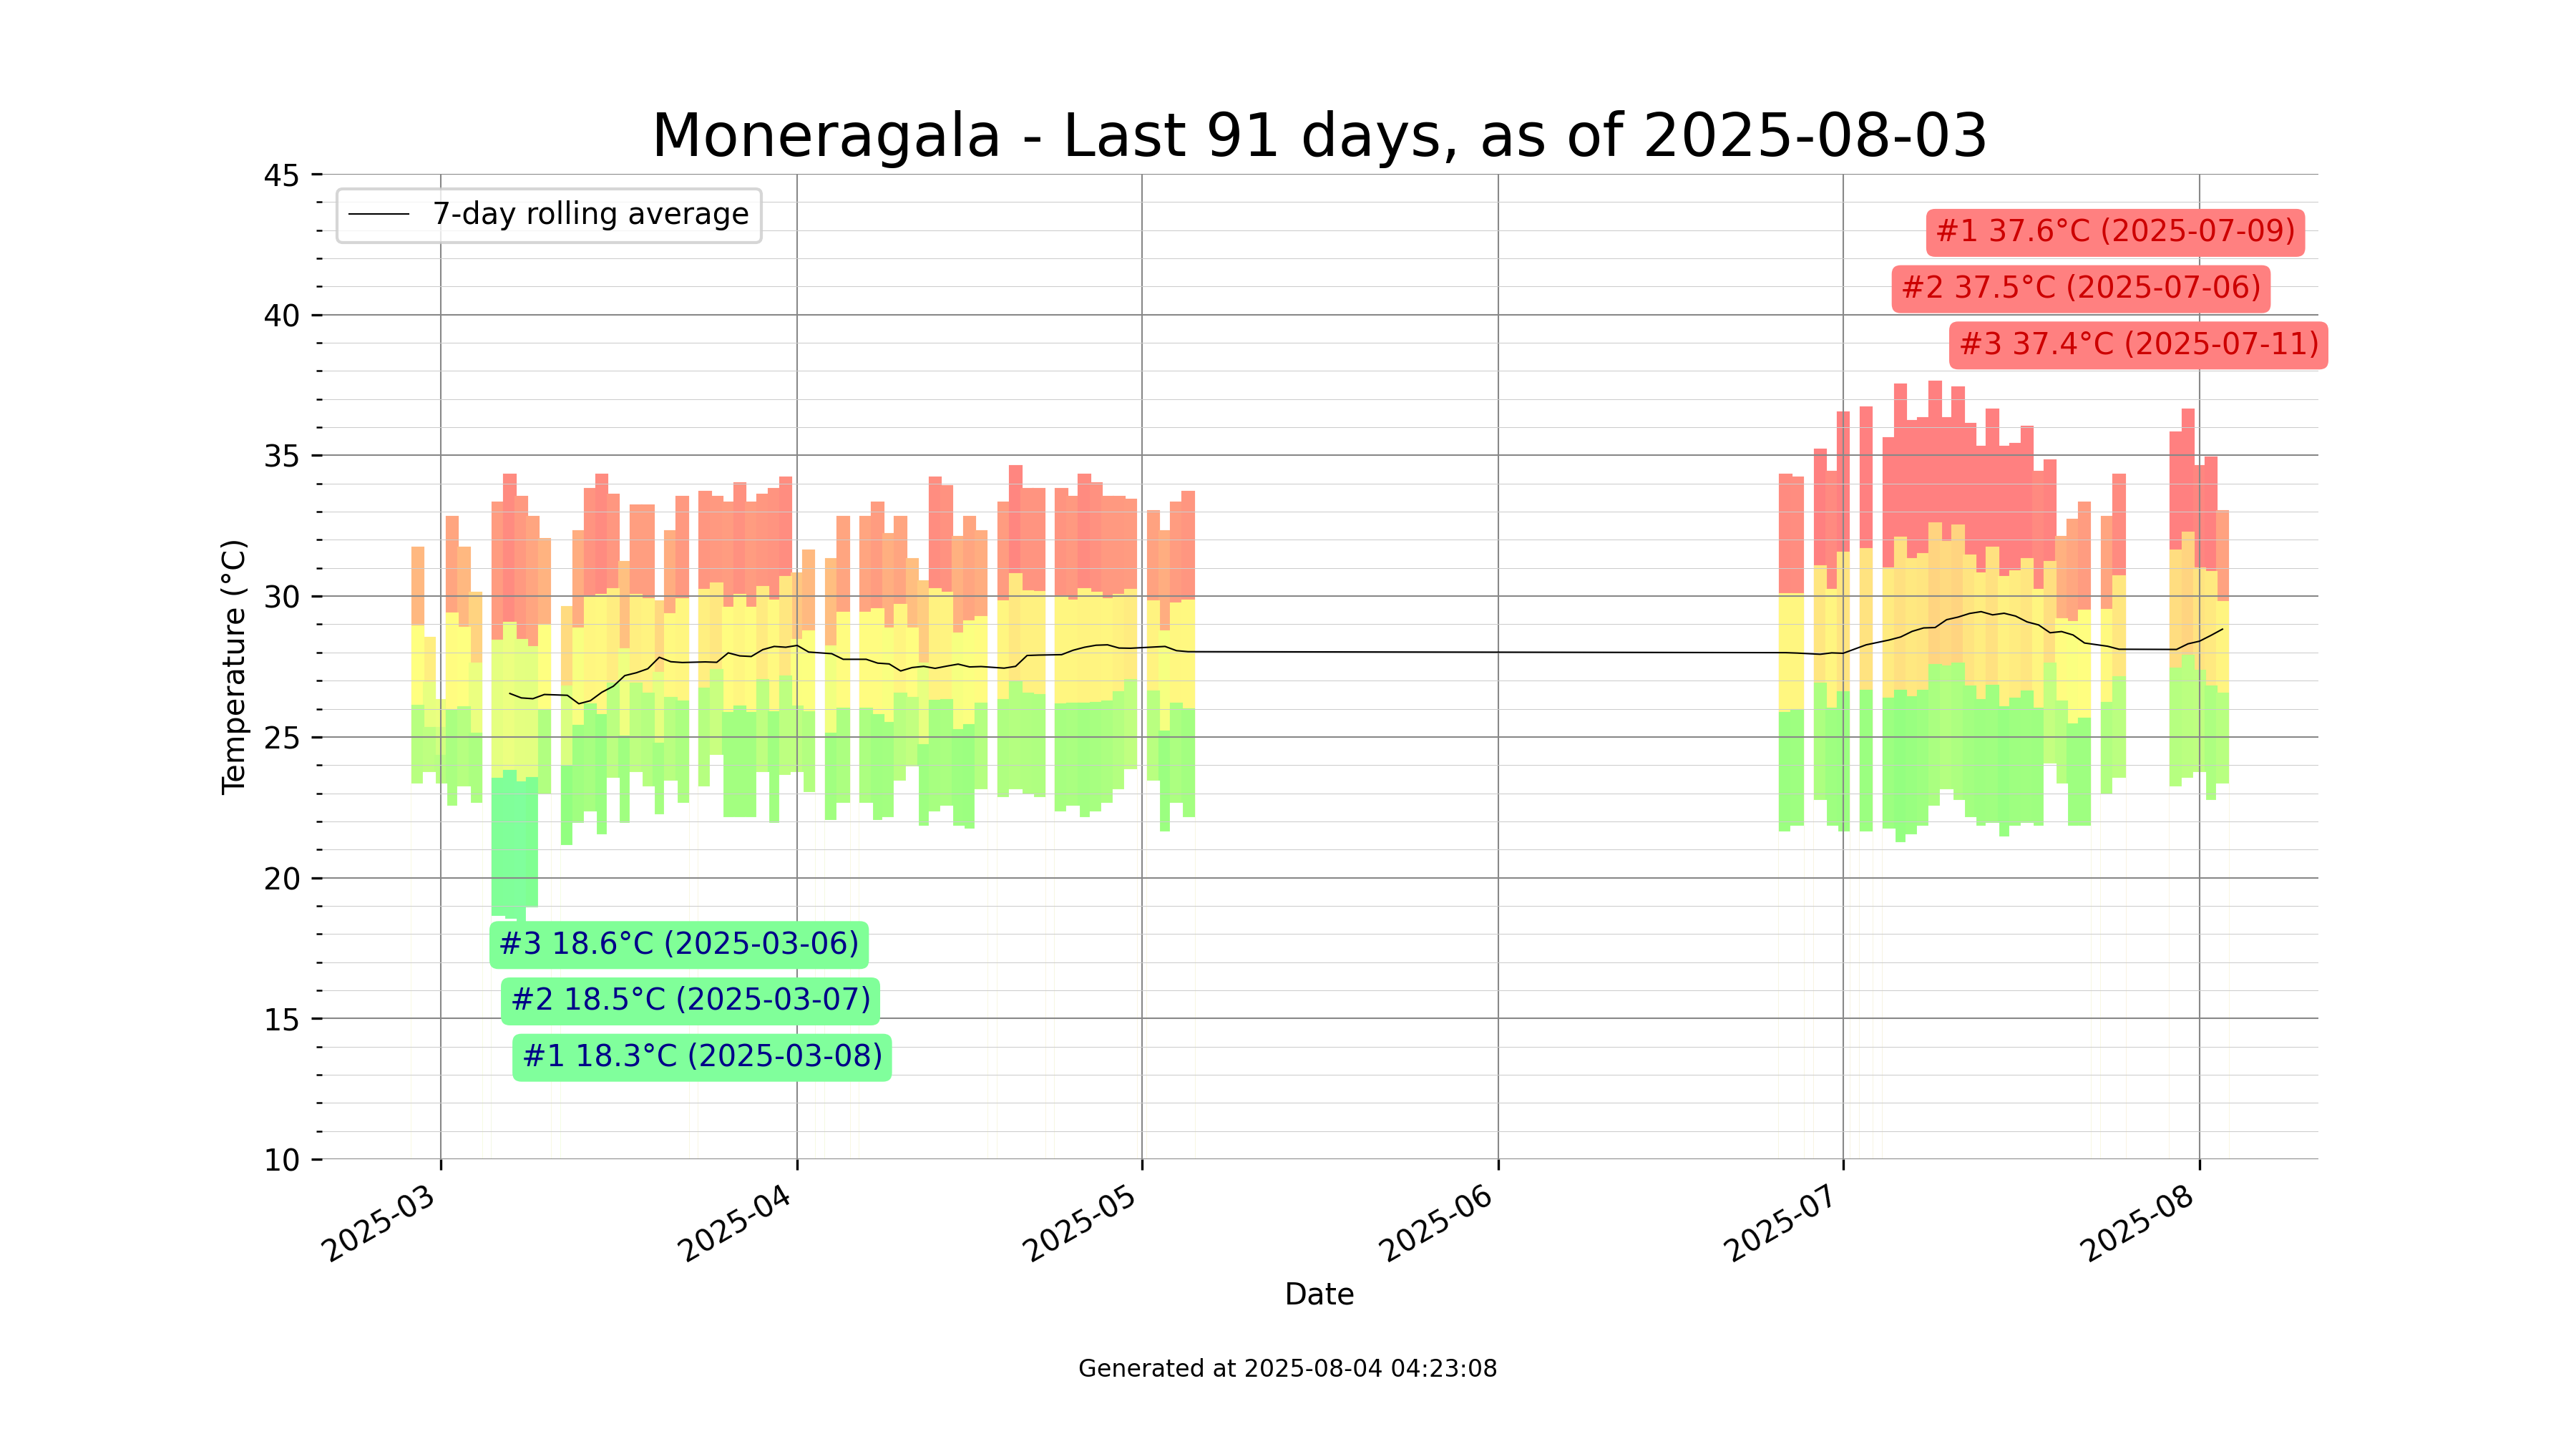 Moneragala - Last 91 days, as of 2025-08-03
45
7-day rolling average
#1 37.6°C (2025-07-09)
#2 37.5°C (2025-07-06)
40
#3 37.4°C (2025-07-11)
35
30
Temperature (°C)
25
20
#3 18.6°C (2025-03-06)
#2 18.5°C (2025-03-07)
15
#1 18.3°C (2025-03-08)
10
2025-03 2025-04 2025-05 2025-06 2025-07 2025-08
Date
Generated at 2025-08-04 04:23:08